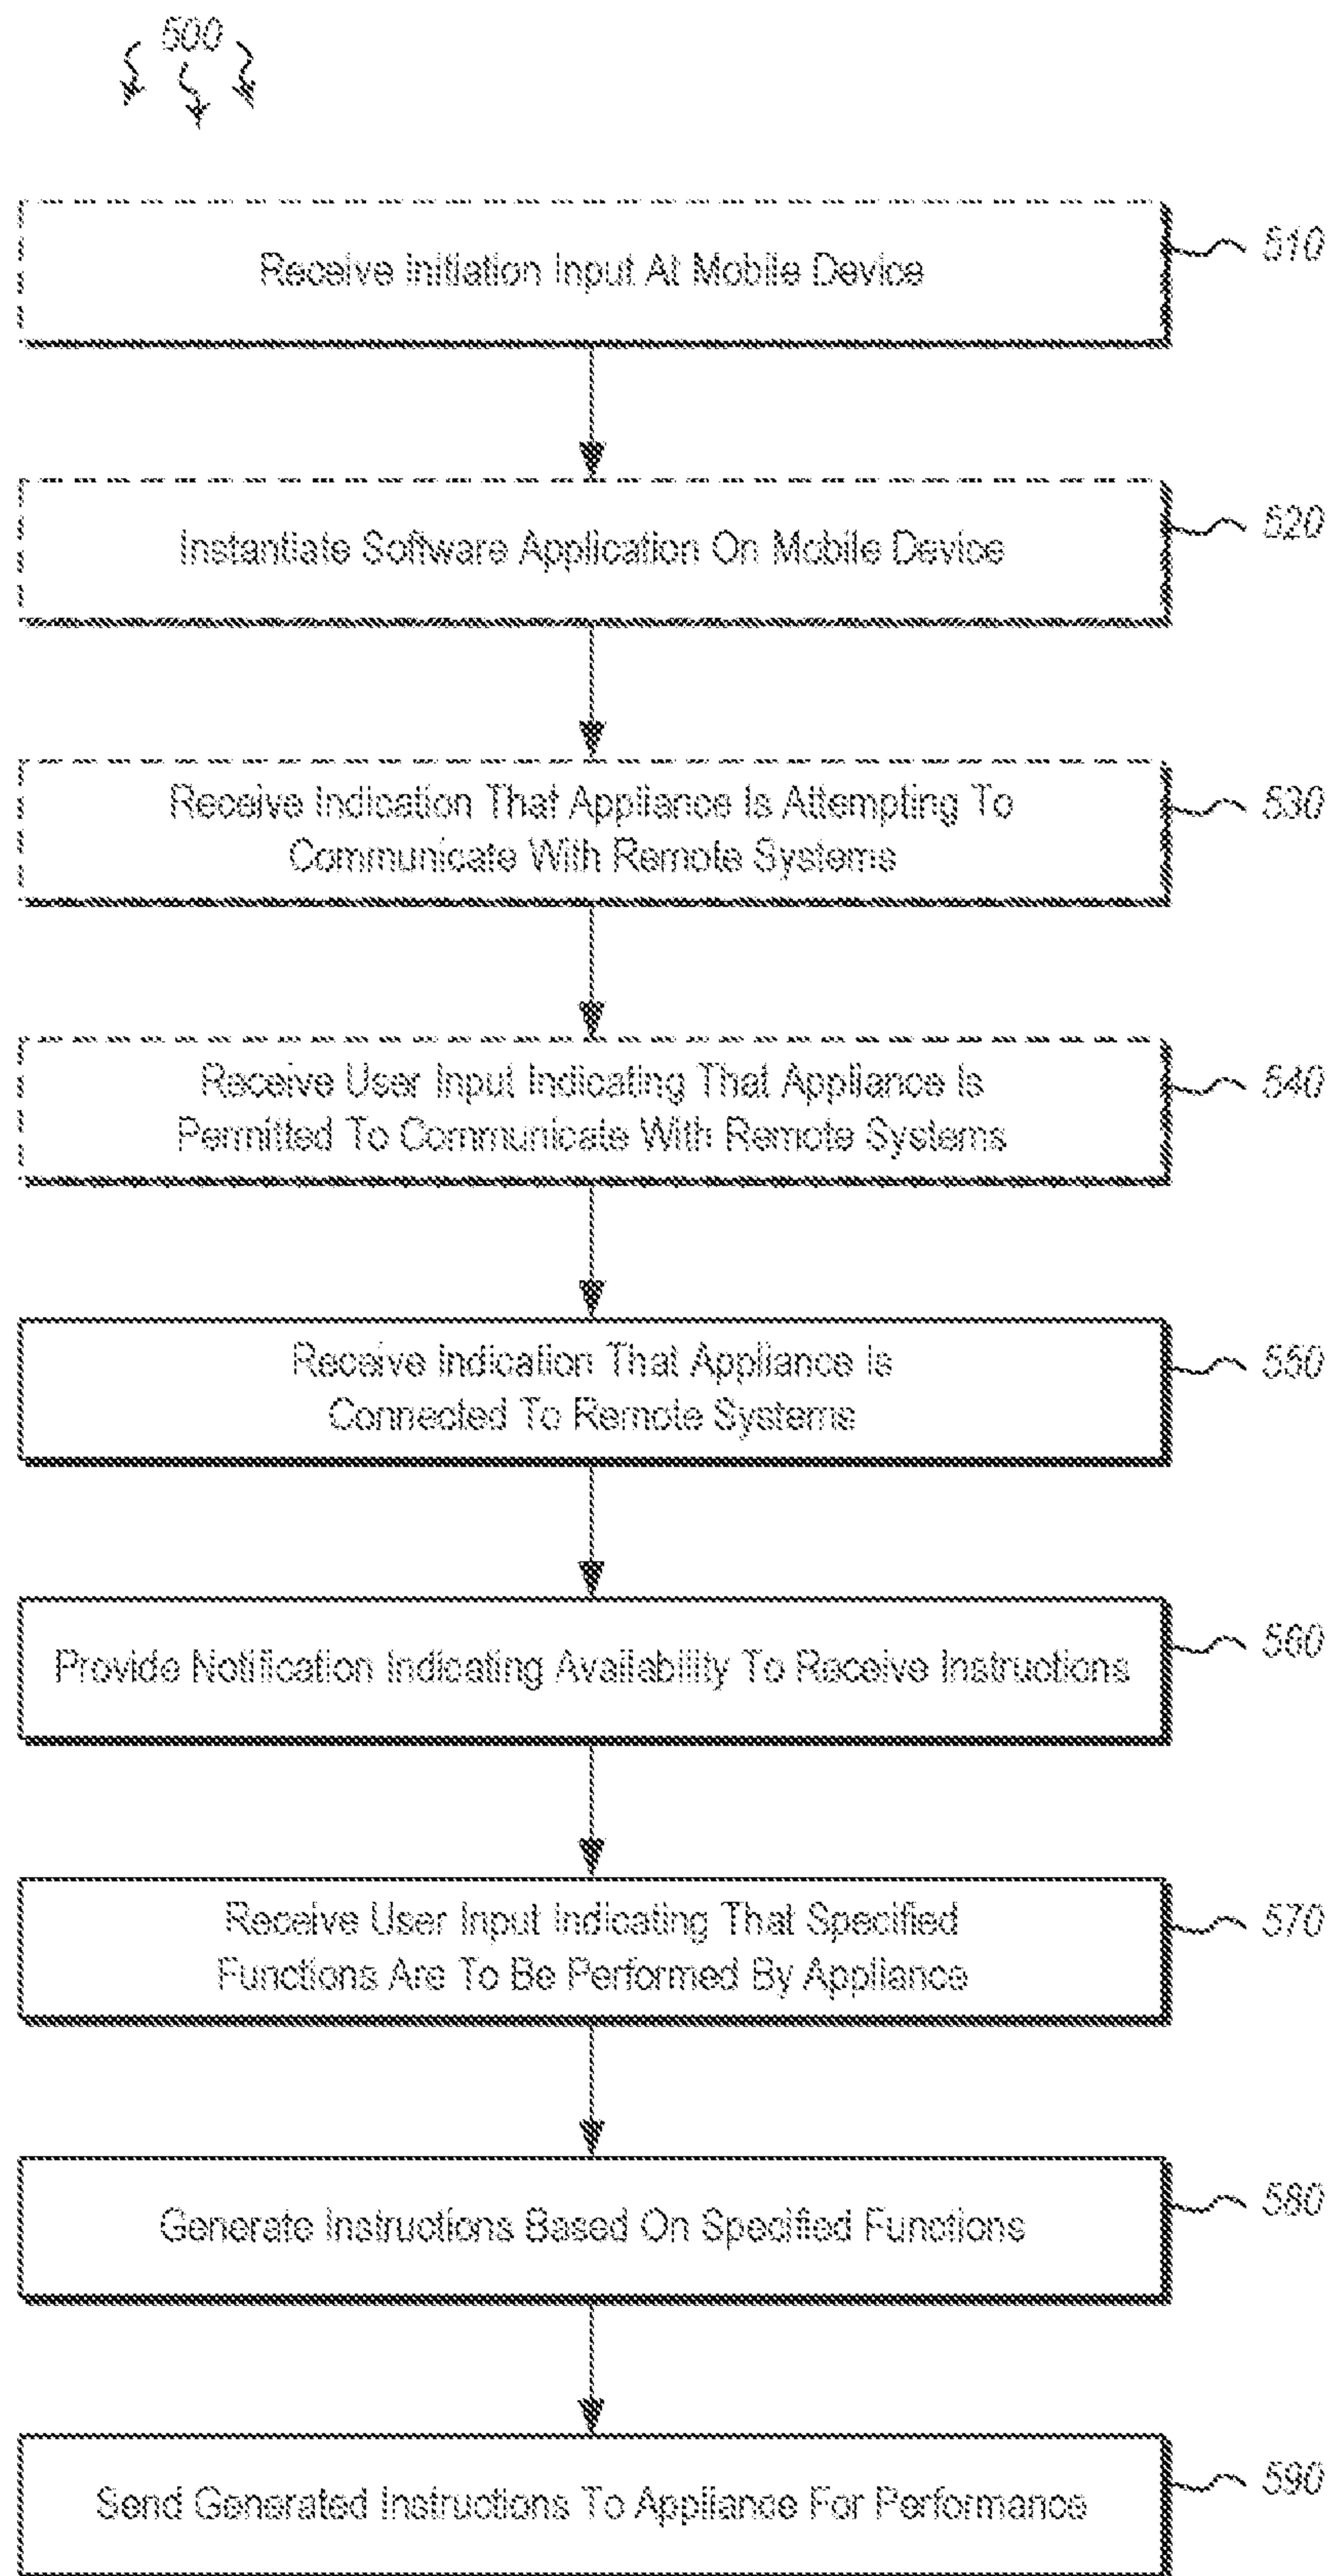 500
Receive Initiation Input At Mobile Device
510
Instantiate Software Application On Mobile Device
520
Receive Indication That Appliance Is Attempting To
Communicate With Remote Systems
530
Receive User Input Indicating That Appliance Is
Permitted To Communicate With Remote Systems
540
Receive Indication That Appliance Is
Connected To Remote Systems
550
Provide Notification Indicating Availability To Receive Instructions
560
Receive User Input Indicating That Specified
Functions Are To Be Performed By Appliance
570
Generate Instructions Based On Specified Functions
580
Send Generated Instructions To Appliance For Performance
590